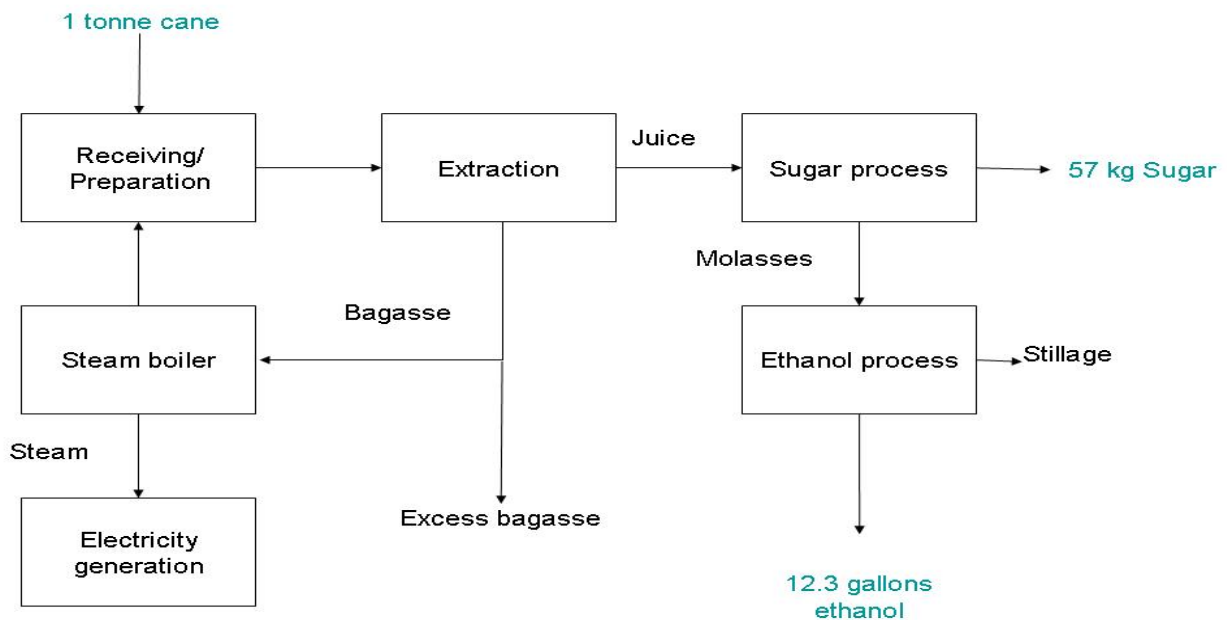 1 tonne cane
Receiving/
Preparation
Extraction
Juice
Sugar process
57 kg Sugar
Molasses
Bagasse
Steam boiler
Ethanol process
Stillage
Steam
Excess bagasse
Electricity
generation
12.3 gallons
ethanol